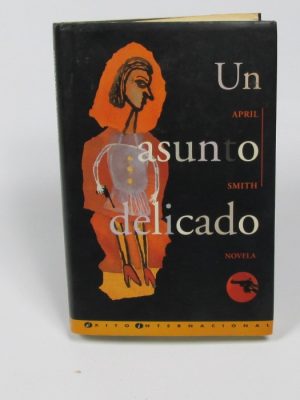 Un
APRIL
asunto
SMITH
delicado
NOVELA
éxito internacional